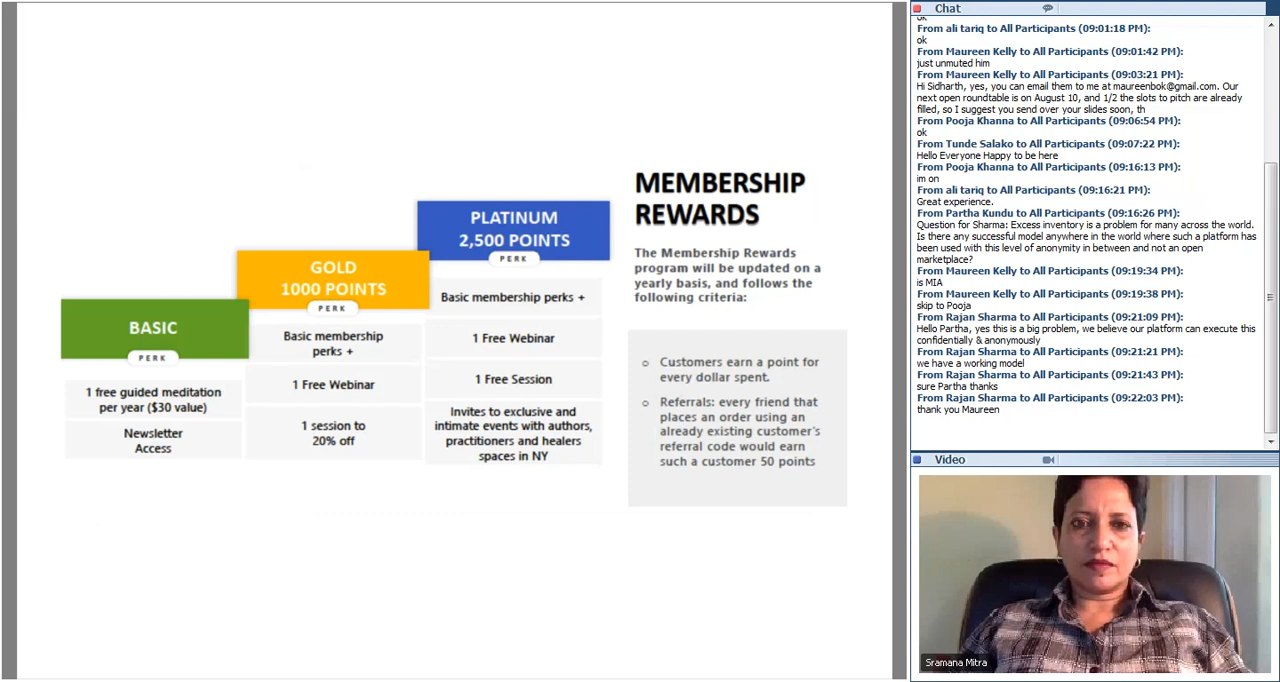 MEMBERSHIP
REWARDS
The Membership Rewards
program will be updated on a
yearly basis, and follows the
following criteria:
o Customers earn a point for
every dollar spent.
o Referrals: every friend that
places an order using an
already existing customer's
referral code would earn
such a customer 50 points
BASIC
PERK
1 free guided meditation
per year ($30 value)
Newsletter
Access
GOLD
1000 POINTS
PERK
Basic membership
perks +
1 Free Webinar
1 session to
20% off
PLATINUM
2,500 POINTS
PERK
Basic membership perks +
1 Free Webinar
1 Free Session
Invites to exclusive and
intimate events with authors,
practitioners and healers
spaces in NY
Chat
ok
From ali tariq to All Participants (09:01:18 PM):
ok
From Maureen Kelly to All Participants (09:01:42 PM):
just unmuted him
From Maureen Kelly to All Participants (09:03:21 PM):
Hi Sidharth, yes, you can email them to me at maureenbok@gmail.com. Our
next open roundtable is on August 10, and 1/2 the slots to pitch are already
filled, so I suggest you send over your slides soon, th
From Pooja Khanna to All Participants (09:06:54 PM):
ok
From Tunde Salako to All Participants (09:07:22 PM):
Hello Everyone Happy to be here
From Pooja Khanna to All Participants (09:16:13 PM):
im on
From ali tariq to All Participants (09:16:21 PM):
Great experience.
From Partha Kundu to All Participants (09:16:26 PM):
Question for Sharma: Excess inventory is a problem for many across the world.
Is there any successful model anywhere in the world where such a platform has
been used with this level of anonymity in between and not an open
marketplace?
From Maureen Kelly to All Participants (09:19:34 PM):
is MIA
From Maureen Kelly to All Participants (09:19:38 PM):
skip to Pooja
From Rajan Sharma to All Participants (09:21:09 PM):
Hello Partha, yes this is a big problem, we believe our platform can execute this
confidentially & anonymously
From Rajan Sharma to All Participants (09:21:21 PM):
we have a working model
From Rajan Sharma to All Participants (09:21:43 PM):
sure Partha thanks
From Rajan Sharma to All Participants (09:22:03 PM):
thank you Maureen
Video
Sramana Mitra